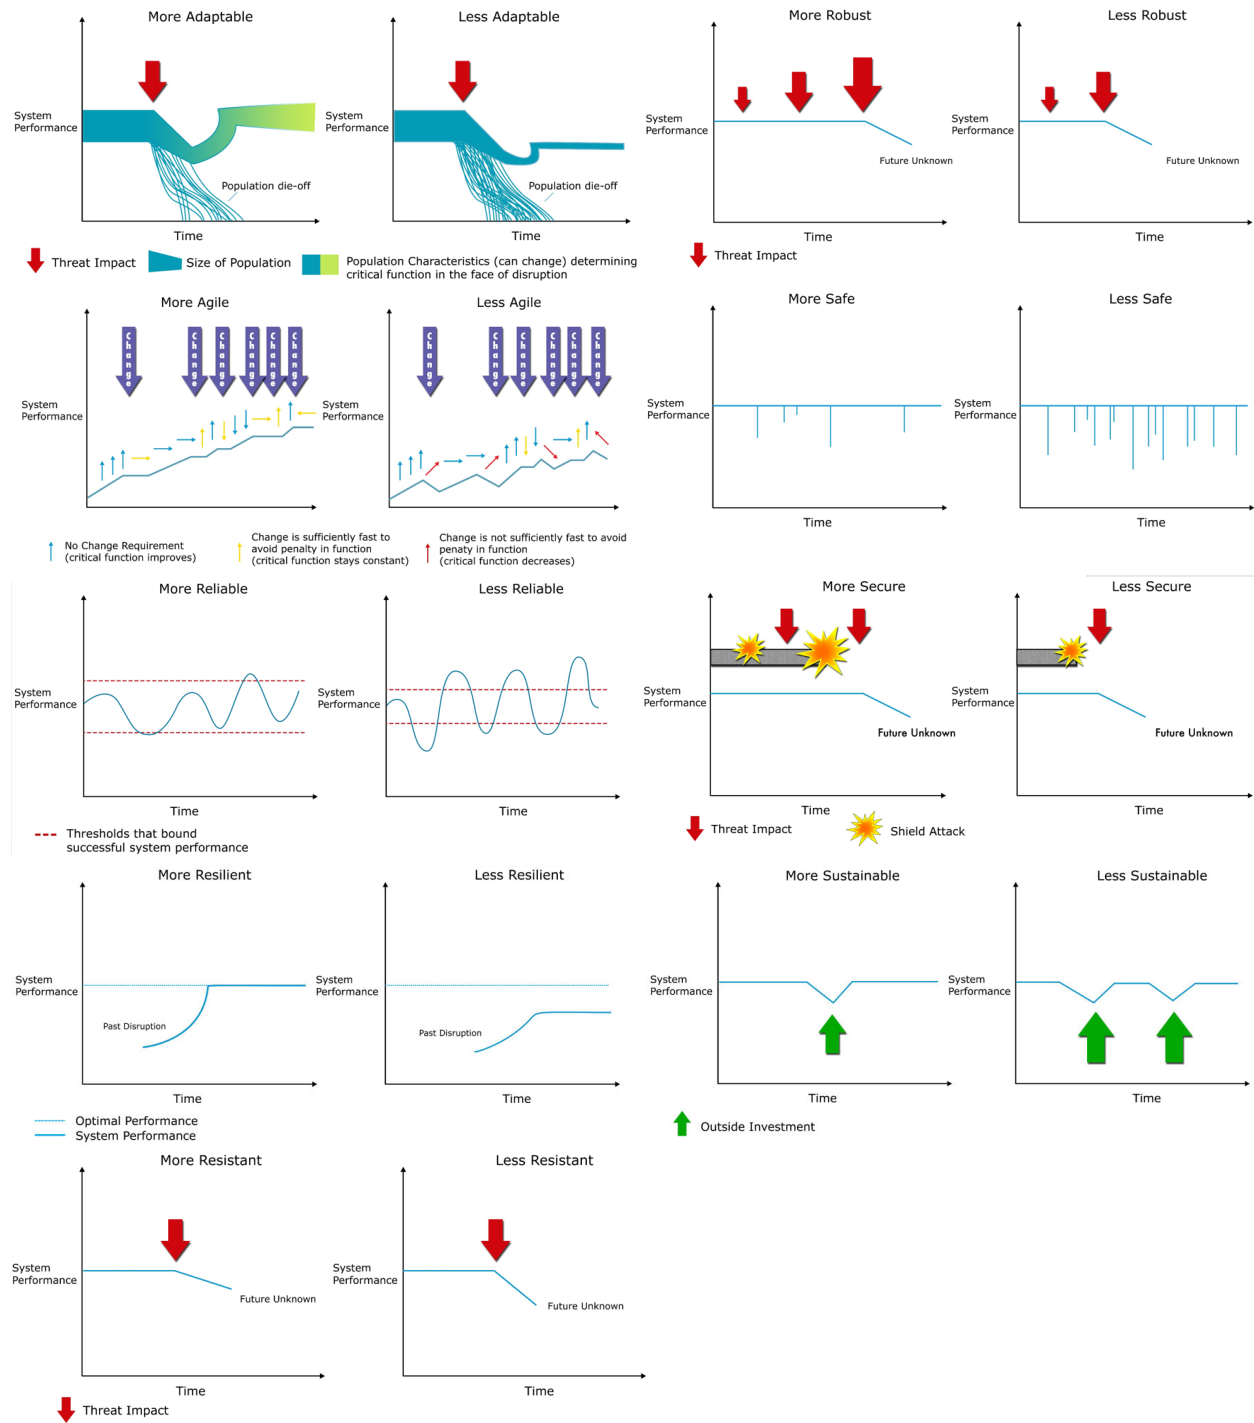 More Adaptable
Less Adaptable
System
Performance
System
Performance
Population die-off
Population die-off
Time
Time
Threat Impact
Size of Population
Population Characteristics (can change) determining
critical function in the face of disruption
More Robust
Less Robust
System
Performance
System
Performance
Future Unknown
Future Unknown
Time
Time
Threat Impact
More Agile
Less Agile
Change
Change
Change
Change
Change
Change
Change
Change
Change
Change
Change
Change
System
Performance
System
Performance
Time
Time
No Change Requirement
(critical function improves)
Change is sufficiently fast to
avoid penalty in function
(critical function stays constant)
Change is not sufficiently fast to avoid
penaty in function
(critical function decreases)
More Safe
Less Safe
System
Performance
System
Performance
Time
Time
More Reliable
Less Reliable
System
Performance
System
Performance
Time
Time
Thresholds that bound
successful system performance
More Secure
Less Secure
System
Performance
System
Performance
Future Unknown
Future Unknown
Time
Time
Threat Impact
Shield Attack
More Resilient
Less Resilient
System
Performance
System
Performance
Past Disruption
Past Disruption
Time
Time
Optimal Performance
System Performance
More Sustainable
Less Sustainable
System
Performance
System
Performance
Time
Time
Outside Investment
More Resistant
Less Resistant
System
Performance
System
Performance
Future Unknown
Future Unknown
Time
Time
Threat Impact